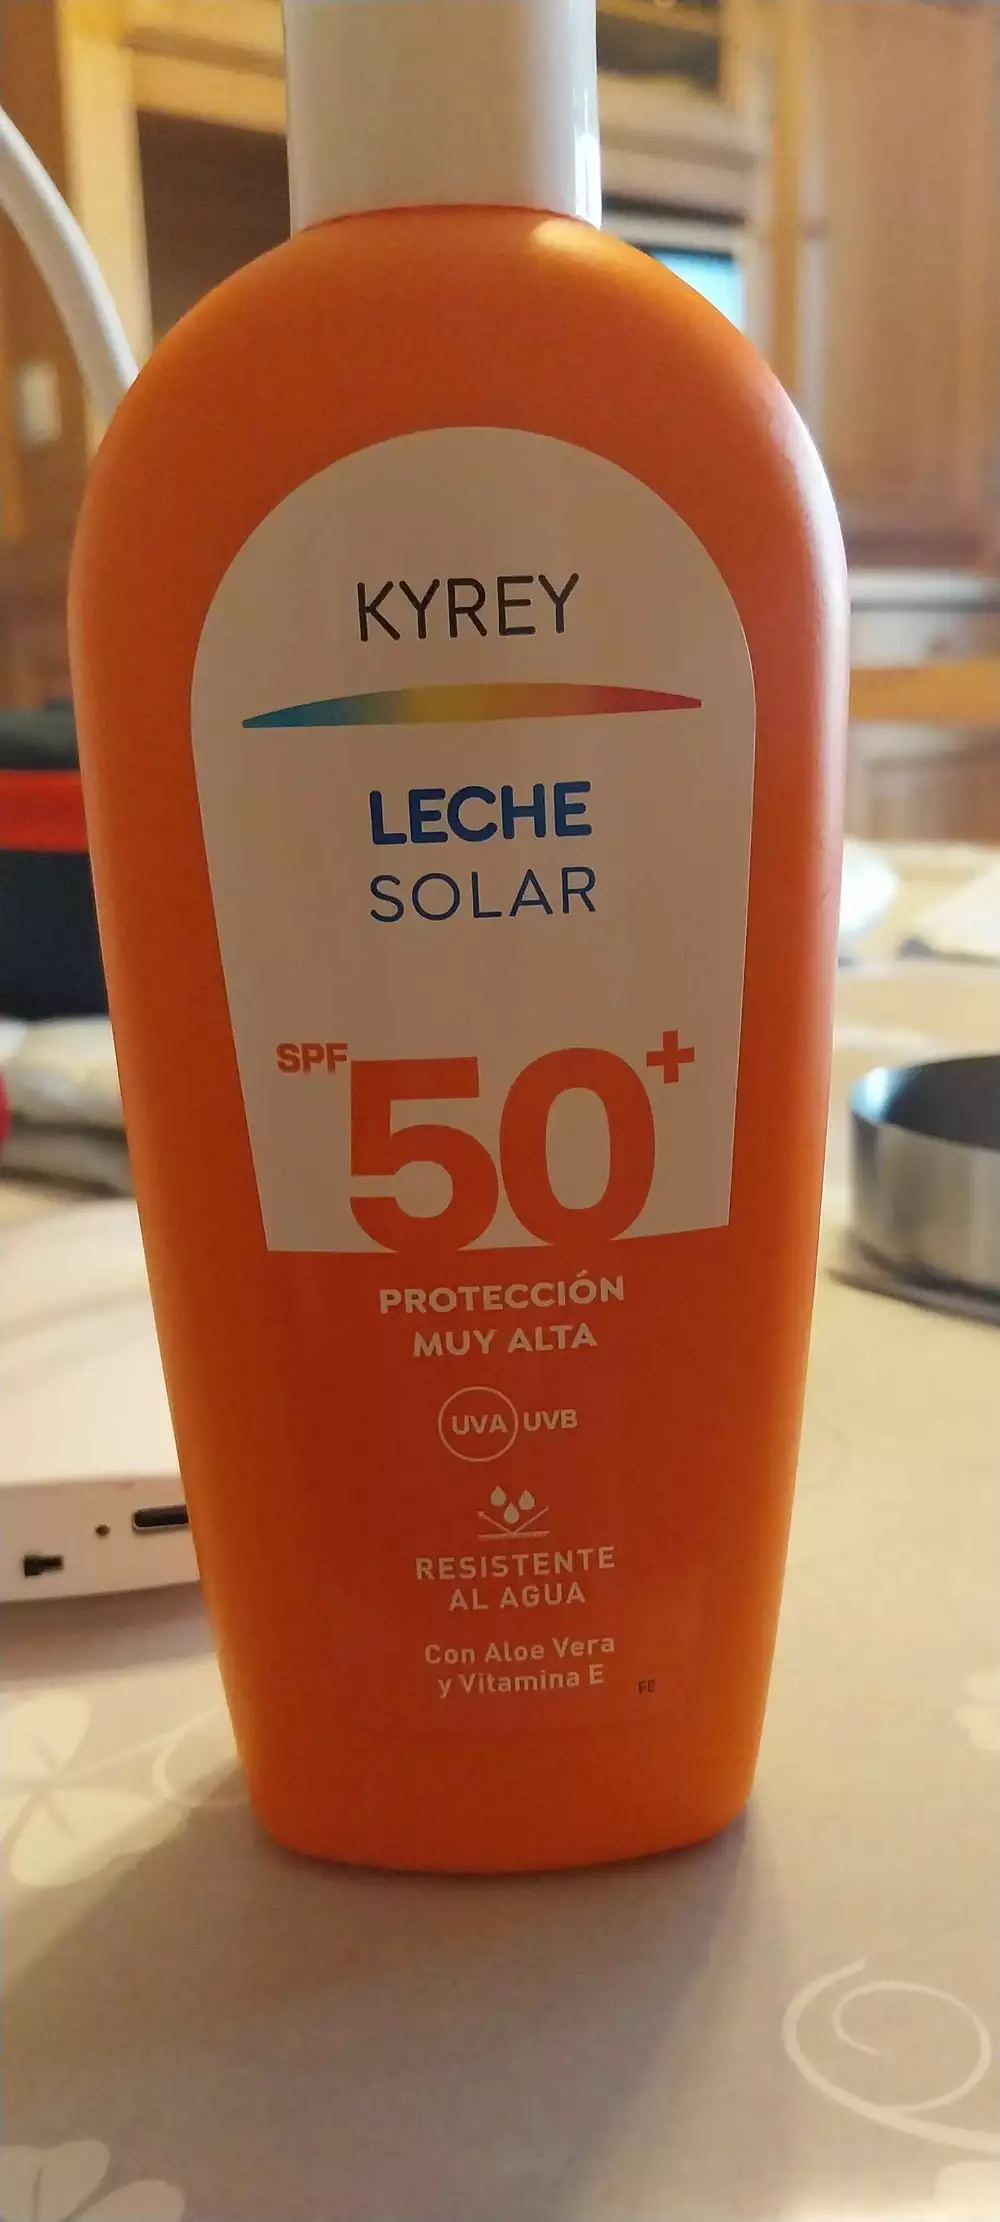 KYREY
LECHE
SOLAR
SPF 50+
PROTECCIÓN
MUY ALTA
UVA UVB
RESISTENTE
AL AGUA
Con Aloe Vera
y Vitamina E